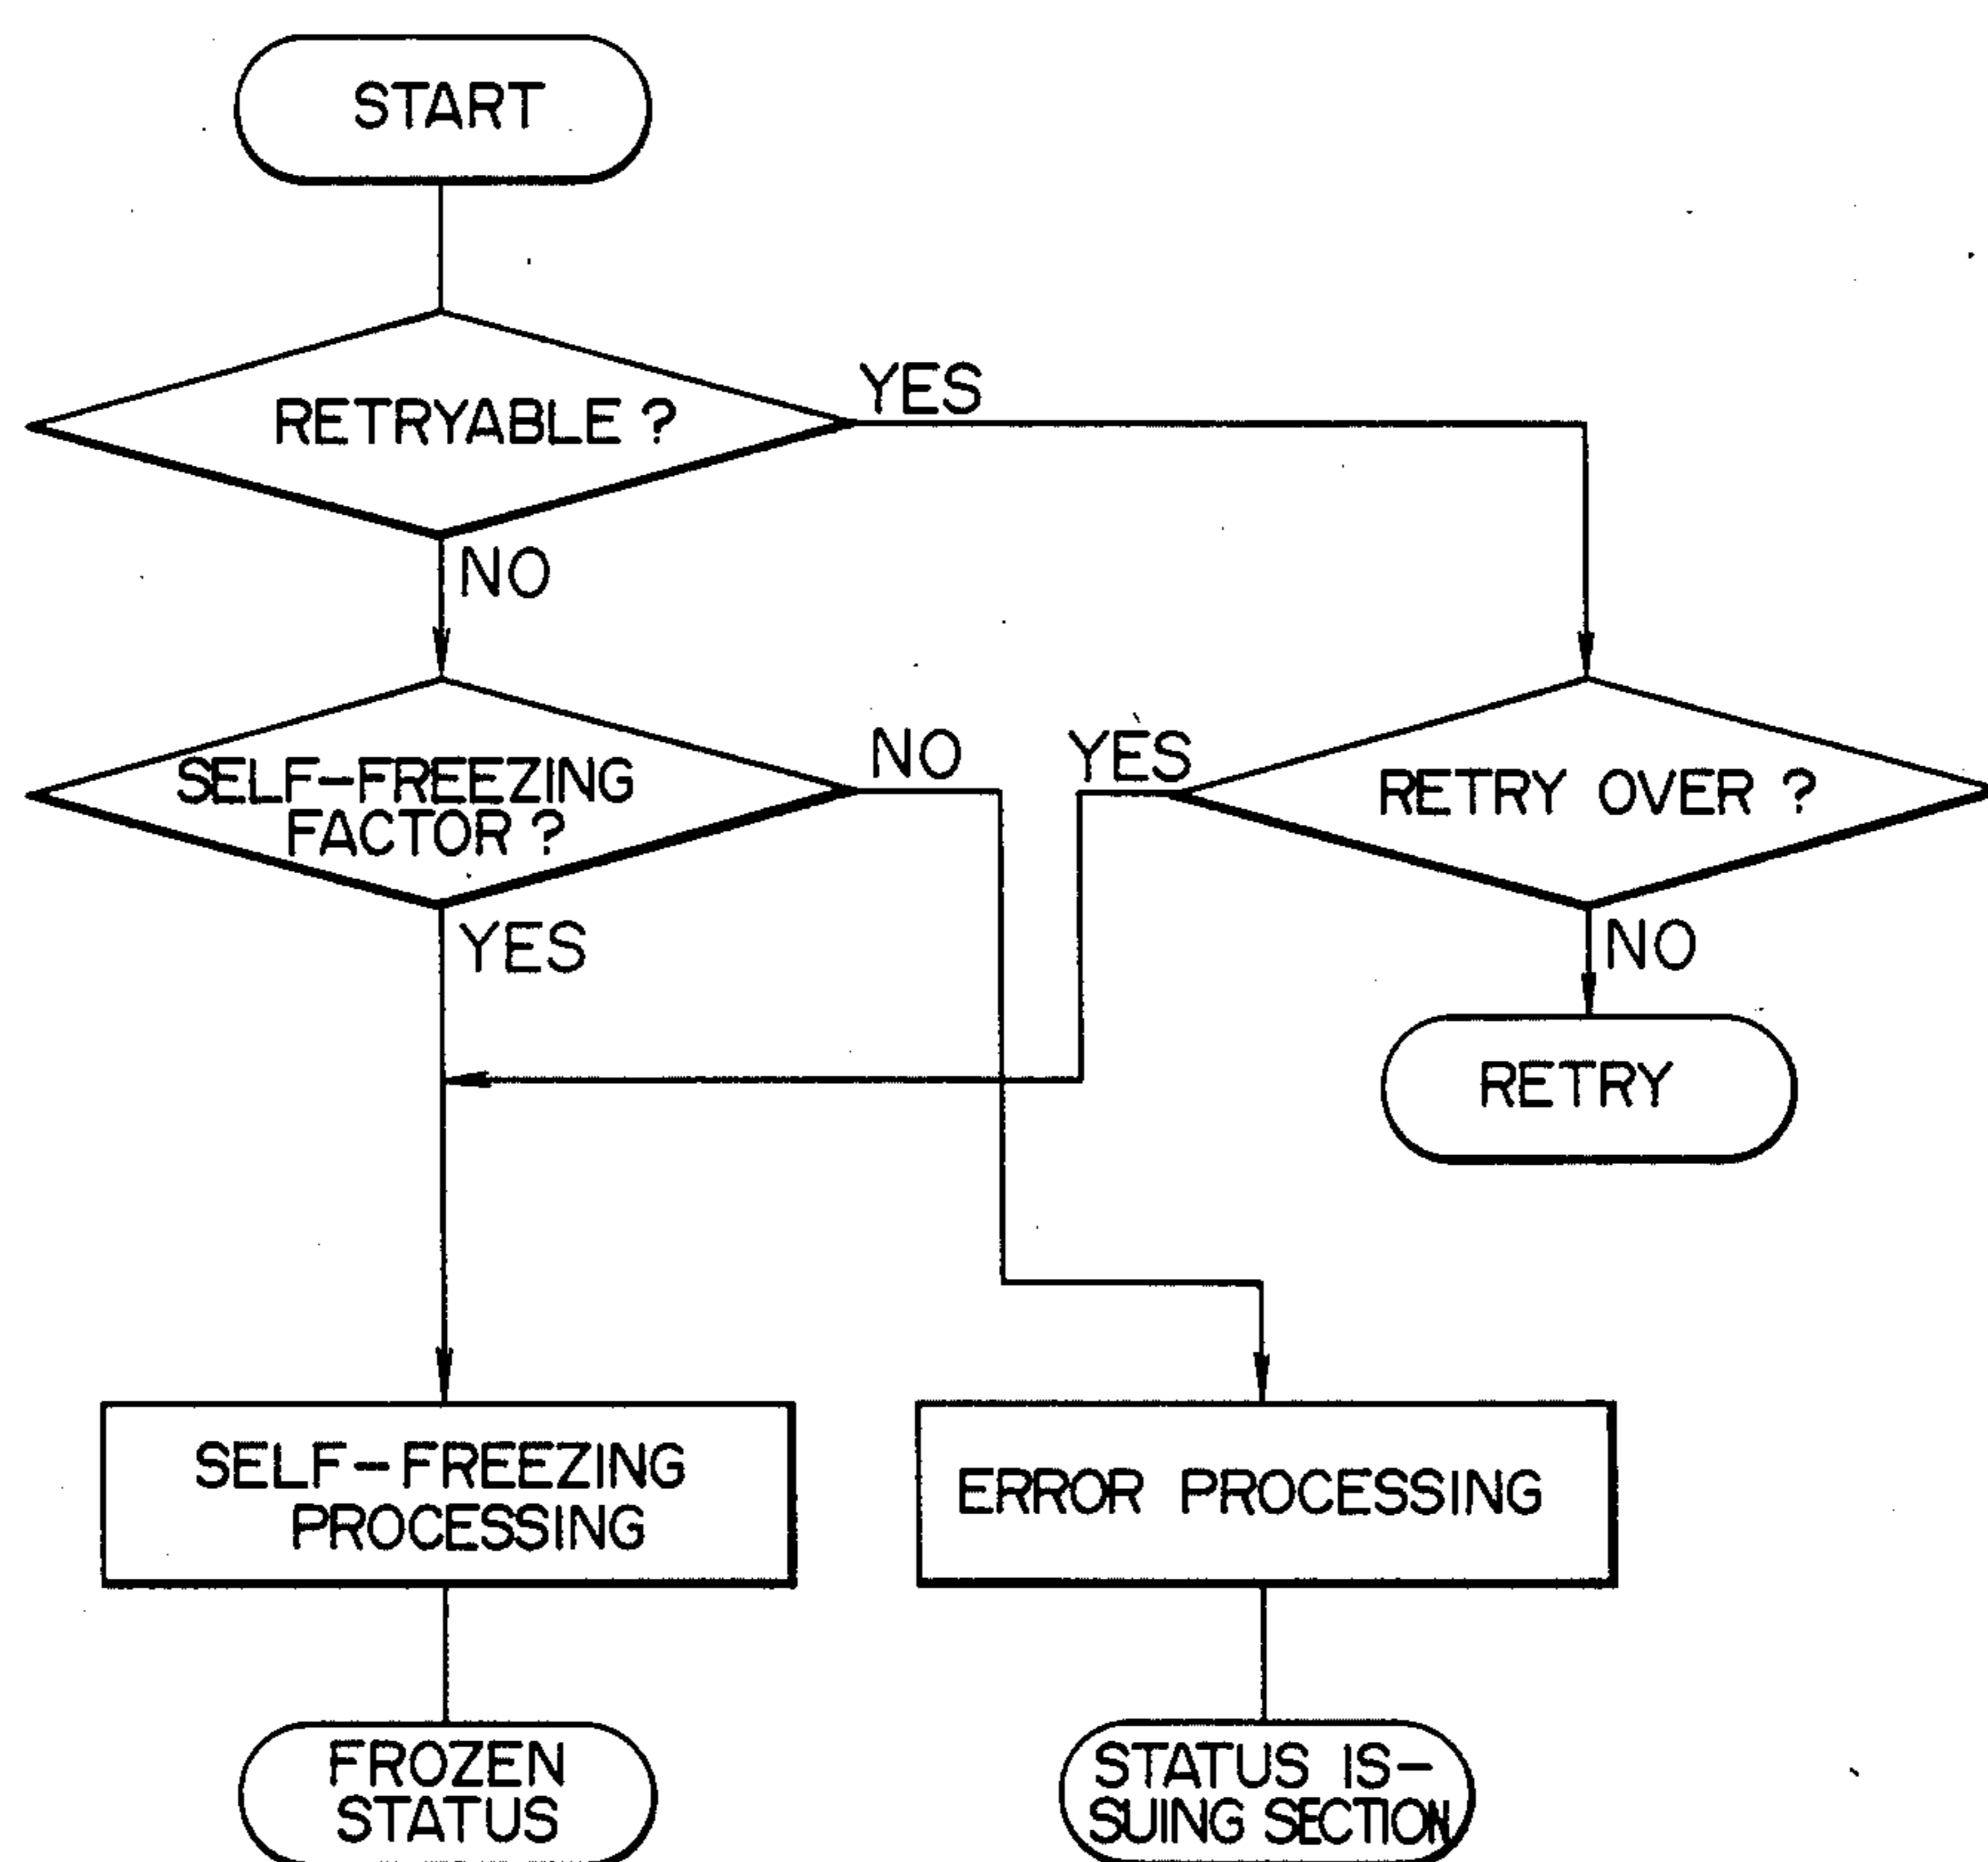 START
RETRYABLE ?
YES
NO
SELF-FREEZING
FACTOR ?
NO
YES
RETRY OVER ?
YES
NO
RETRY
SELF-FREEZING
PROCESSING
ERROR PROCESSING
FROZEN
STATUS
STATUS IS-
SUING SECTION